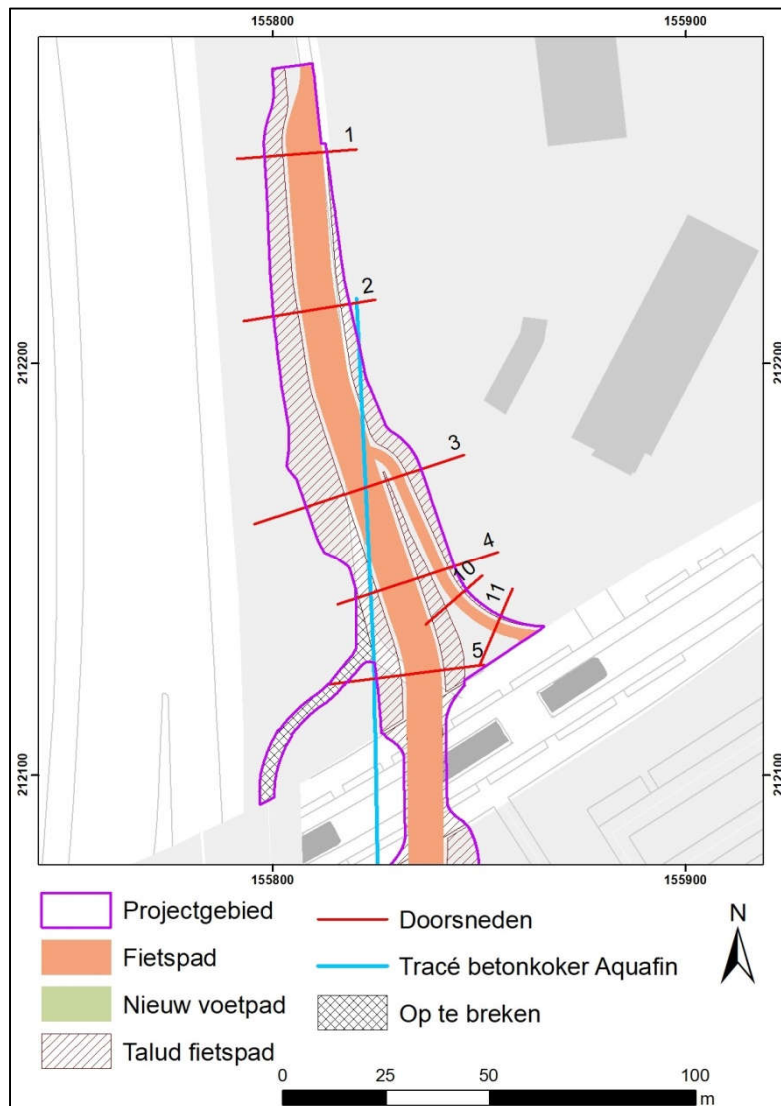 155800 155900
1
2
212200 212200
3
4
10
11
5
212100 212100
155800 155900
Projectgebied
Fietspad
Nieuw voetpad
Talud fietspad
Doorsneden
Tracé betonkoker Aquafin
Op te breken
N
0 25 50 100
m